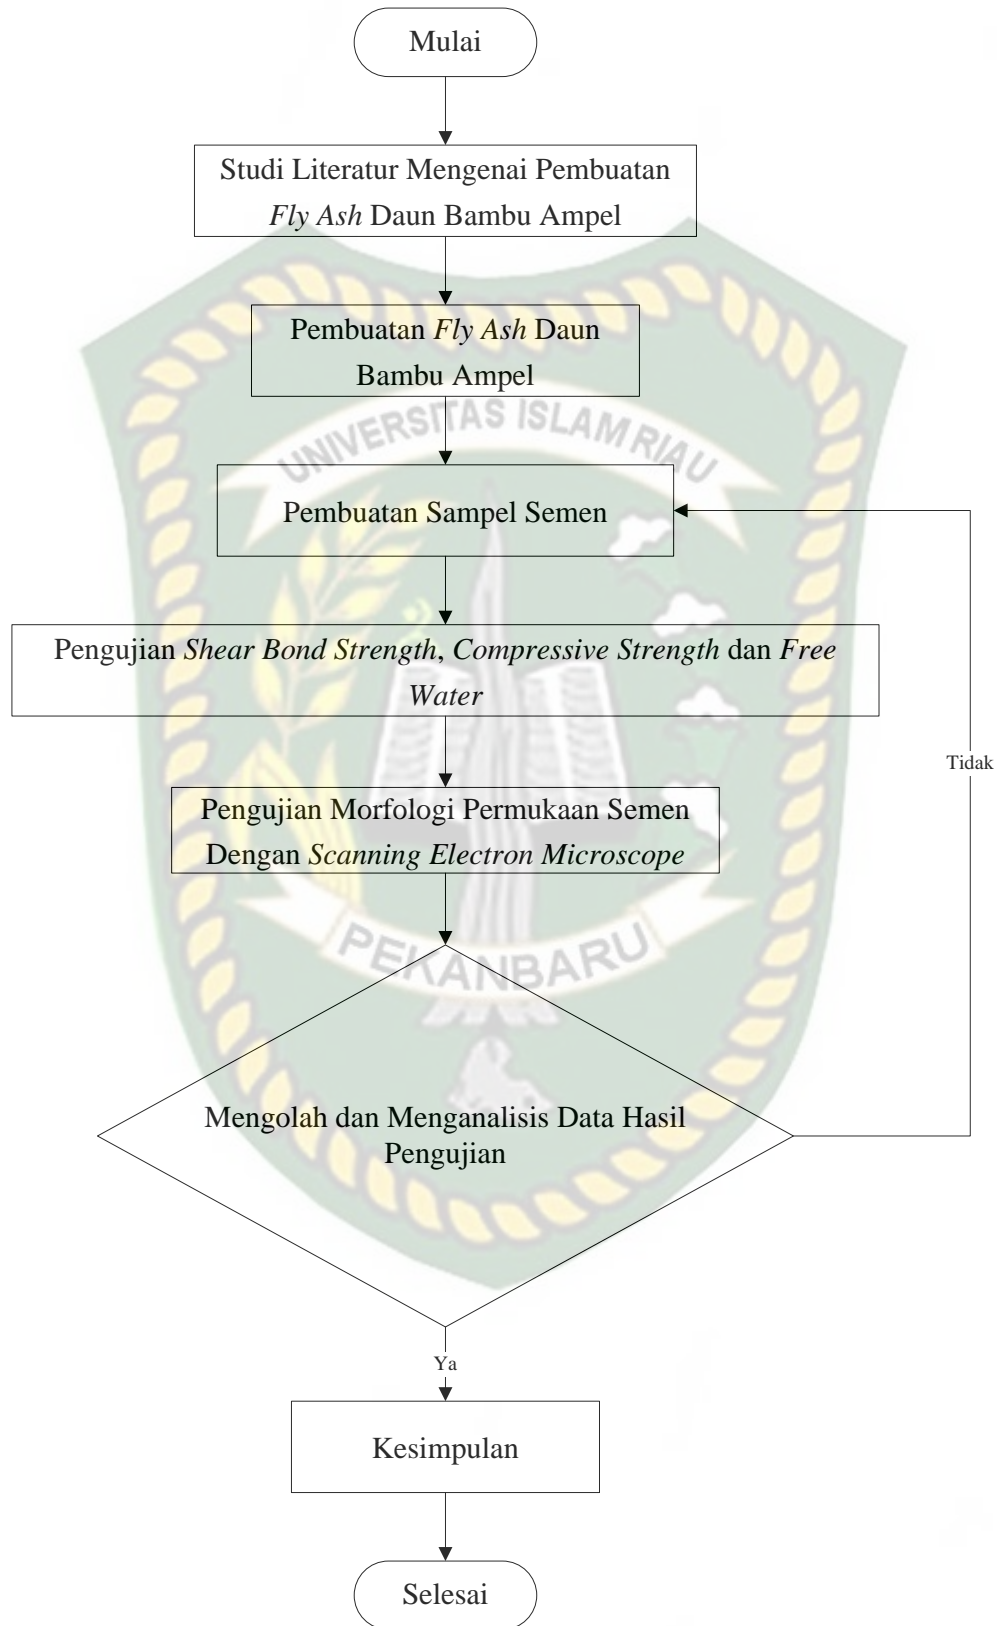 Mulai
Studi Literatur Mengenai Pembuatan
Fly Ash Daun Bambu Ampel
Pembuatan Fly Ash Daun
Bambu Ampel
UNIVERSITAS ISLAM RIAU
Pembuatan Sampel Semen
Pengujian Shear Bond Strength, Compressive Strength dan Free
Water
Tidak
Pengujian Morfologi Permukaan Semen
Dengan Scanning Electron Microscope
PEKANBARU
Mengolah dan Menganalisis Data Hasil
Pengujian
Ya
Kesimpulan
Selesai